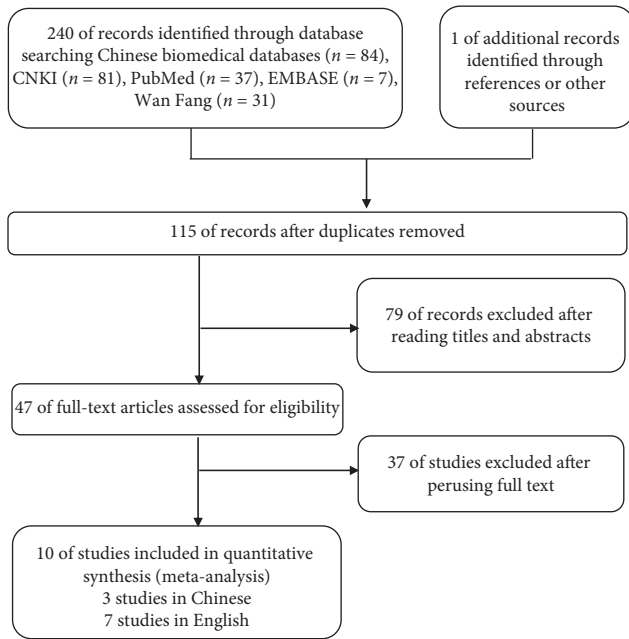 240 of records identified through database
searching Chinese biomedical databases (n = 84),
CNKI (n = 81), PubMed (n = 37), EMBASE (n = 7),
Wan Fang (n = 31)
1 of additional records
identified through
references or other
sources
115 of records after duplicates removed
79 of records excluded after
reading titles and abstracts
47 of full-text articles assessed for eligibility
37 of studies excluded after
perusing full text
10 of studies included in quantitative
synthesis (meta-analysis)
3 studies in Chinese
7 studies in English